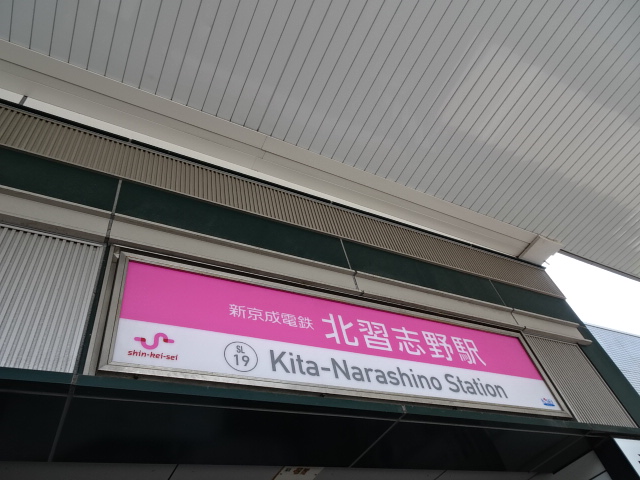 新京成電鉄 北習志野駅
shin-kei-sei
SL
19
Kita-Narashino Station